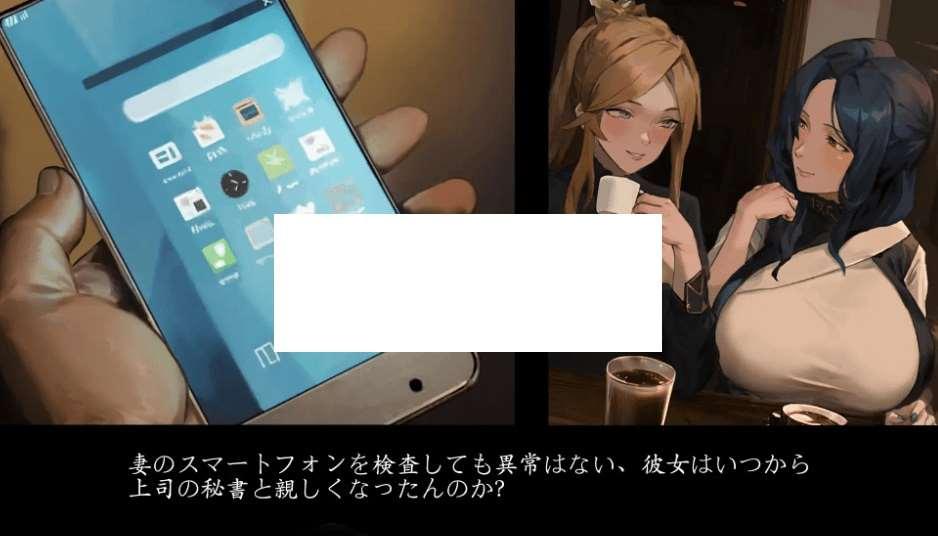 妻のスマートフォンを検査しても異常はない、彼女はいつから
上司の秘書と親しくなったんのか?